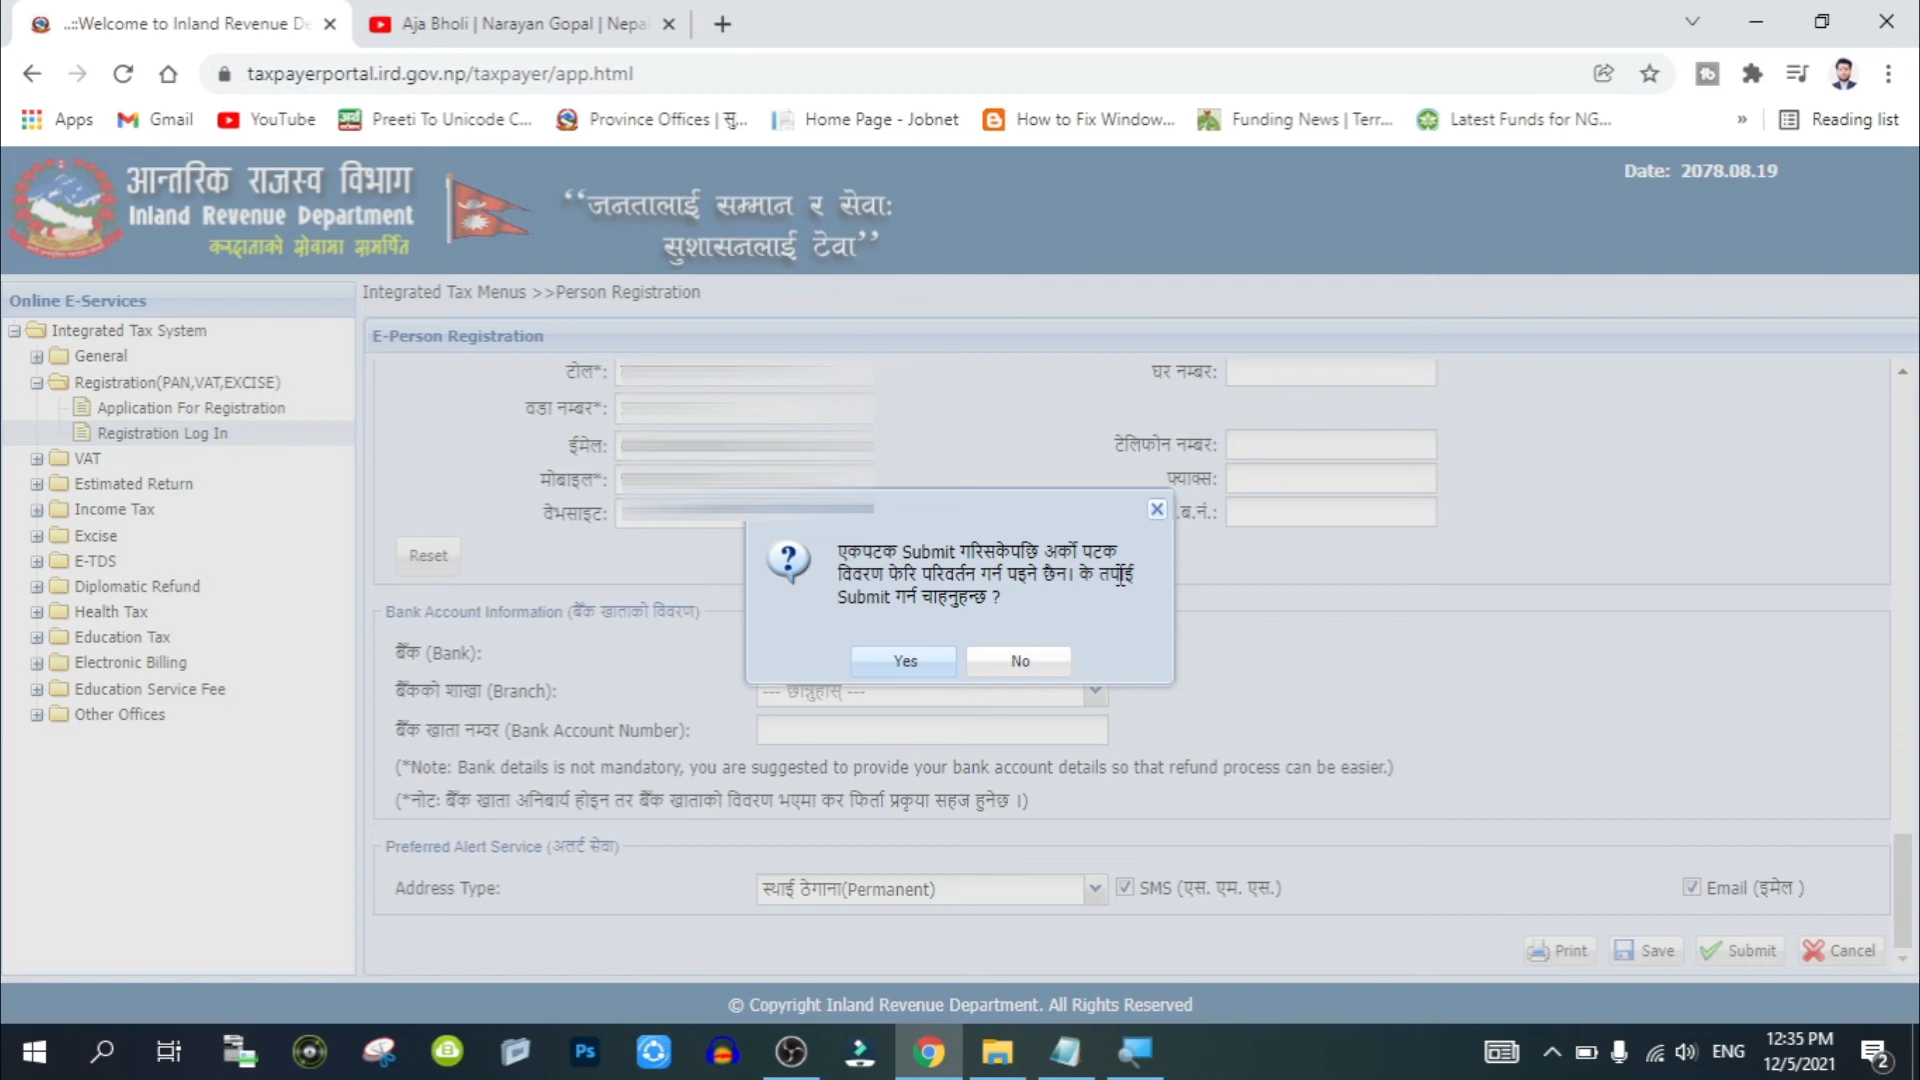 ..::Welcome to Inland Revenue De
Aja Bholi | Narayan Gopal | Nepal
taxpayerportal.ird.gov.np/taxpayer/app.html
Apps
Gmail
YouTube
Preeti To Unicode C...
Province Offices | सु...
Home Page - Jobnet
How to Fix Window...
Funding News | Terr...
Latest Funds for NG...
»
Reading list
आन्तरिक राजस्व विभाग
Inland Revenue Department
करदाताको सेवामा समर्पित
“जनतालाई सम्मान र सेवा:
सुशासनलाई टेवा”
Date: 2078.08.19
Online E-Services
Integrated Tax System
General
Registration(PAN,VAT,EXCISE)
Application For Registration
Registration Log In
VAT
Estimated Return
Income Tax
Excise
E-TDS
Diplomatic Refund
Health Tax
Education Tax
Electronic Billing
Education Service Fee
Other Offices
Integrated Tax Menus >>Person Registration
E-Person Registration
टोल*:
घर नम्बर:
वडा नम्बर*:
ईमेल:
टेलिफोन नम्बर:
मोबाइल*:
फ्याक्स:
वेभसाइट:
.ब.नं.:
Reset
एकपटक Submit गरिसकेपछि अर्को पटक
विवरण फेरि परिवर्तन गर्न पइने छैन। के तपाँई
Submit गर्न चाहनुहन्छ ?
Yes
No
Bank Account Information (बैँक खाताको विवरण)
बैँक (Bank):
बैँकको शाखा (Branch):
--- छान्नुहोस् ---
बैँक खाता नम्वर (Bank Account Number):
(*Note: Bank details is not mandatory, you are suggested to provide your bank account details so that refund process can be easier.)
(*नोटः बैँक खाता अनिबार्य होइन तर बैँक खाताको विवरण भएमा कर फिर्ता प्रकृया सहज हुनेछ ।)
Preferred Alert Service (अलर्ट सेवा)
Address Type:
स्थाई ठेगाना(Permanent)
SMS (एस. एम. एस.)
Email (इमेल )
Print
Save
Submit
Cancel
© Copyright Inland Revenue Department. All Rights Reserved
Ps
ENG
12:35 PM
12/5/2021
2